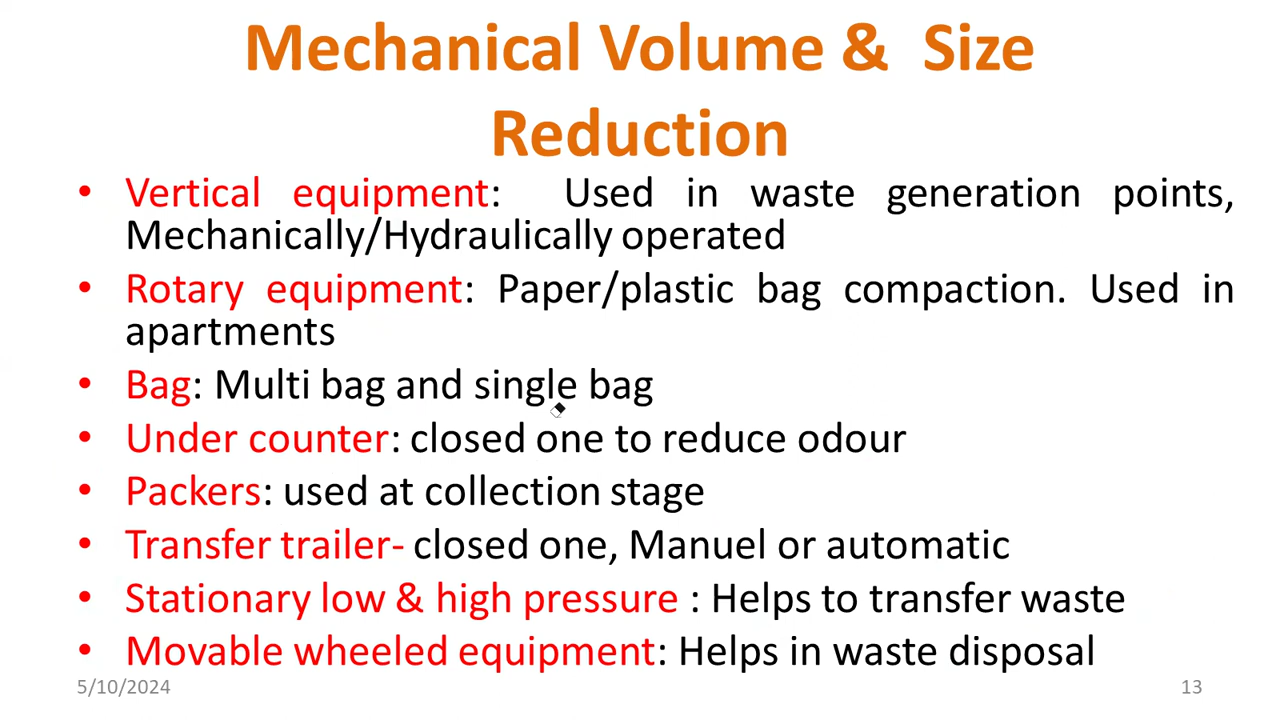 Mechanical Volume & Size
Reduction
• Vertical equipment: Used in waste generation points,
Mechanically/Hydraulically operated
• Rotary equipment: Paper/plastic bag compaction. Used in
apartments
• Bag: Multi bag and single bag
• Under counter: closed one to reduce odour
• Packers: used at collection stage
• Transfer trailer- closed one, Manuel or automatic
• Stationary low & high pressure : Helps to transfer waste
• Movable wheeled equipment: Helps in waste disposal
5/10/2024
13